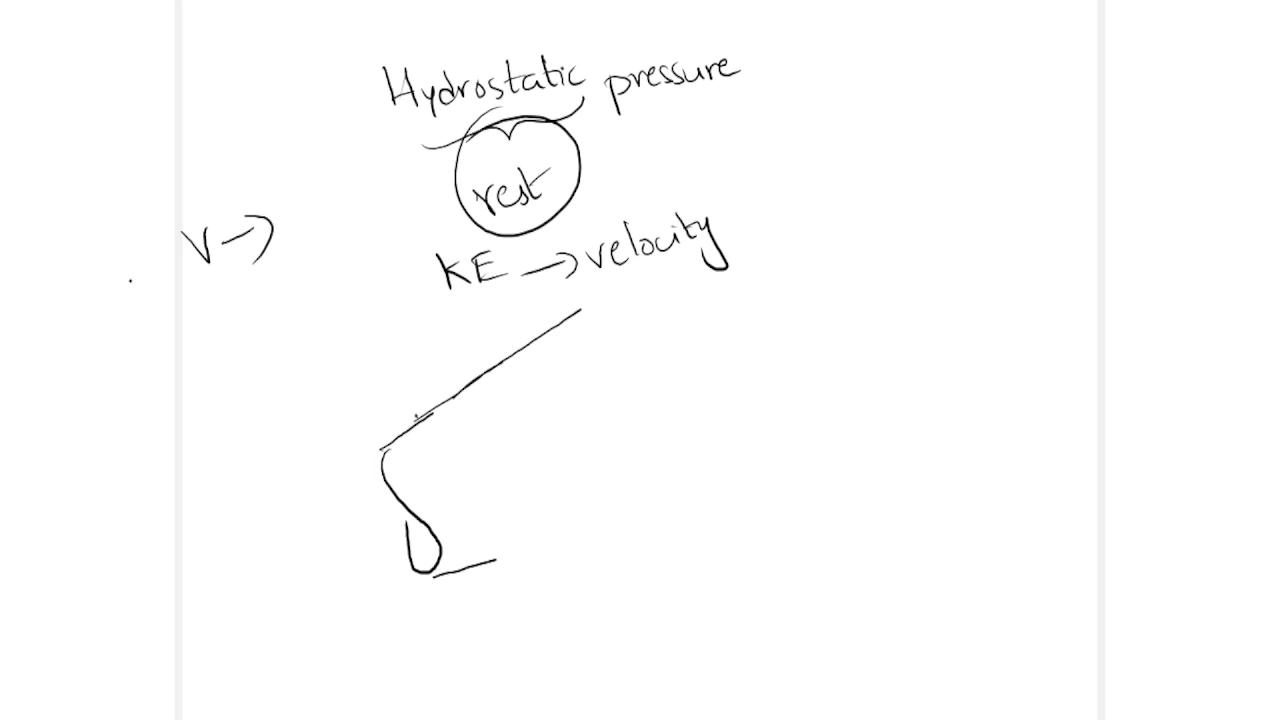 Hydrostatic pressure
rest
V →
KE → velocity